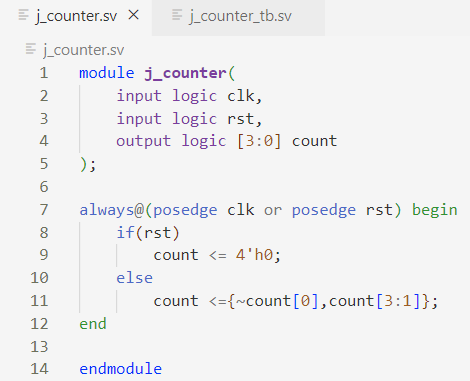 j_counter.sv × j_counter_tb.sv
j_counter.sv
1 module j_counter(
2 input logic clk,
3 input logic rst,
4 output logic [3:0] count
5 );
6
7 always@(posedge clk or posedge rst) begin
8 if(rst)
9 count <= 4'h0;
10 else
11 count <={~count[0],count[3:1]};
12 end
13
14 endmodule